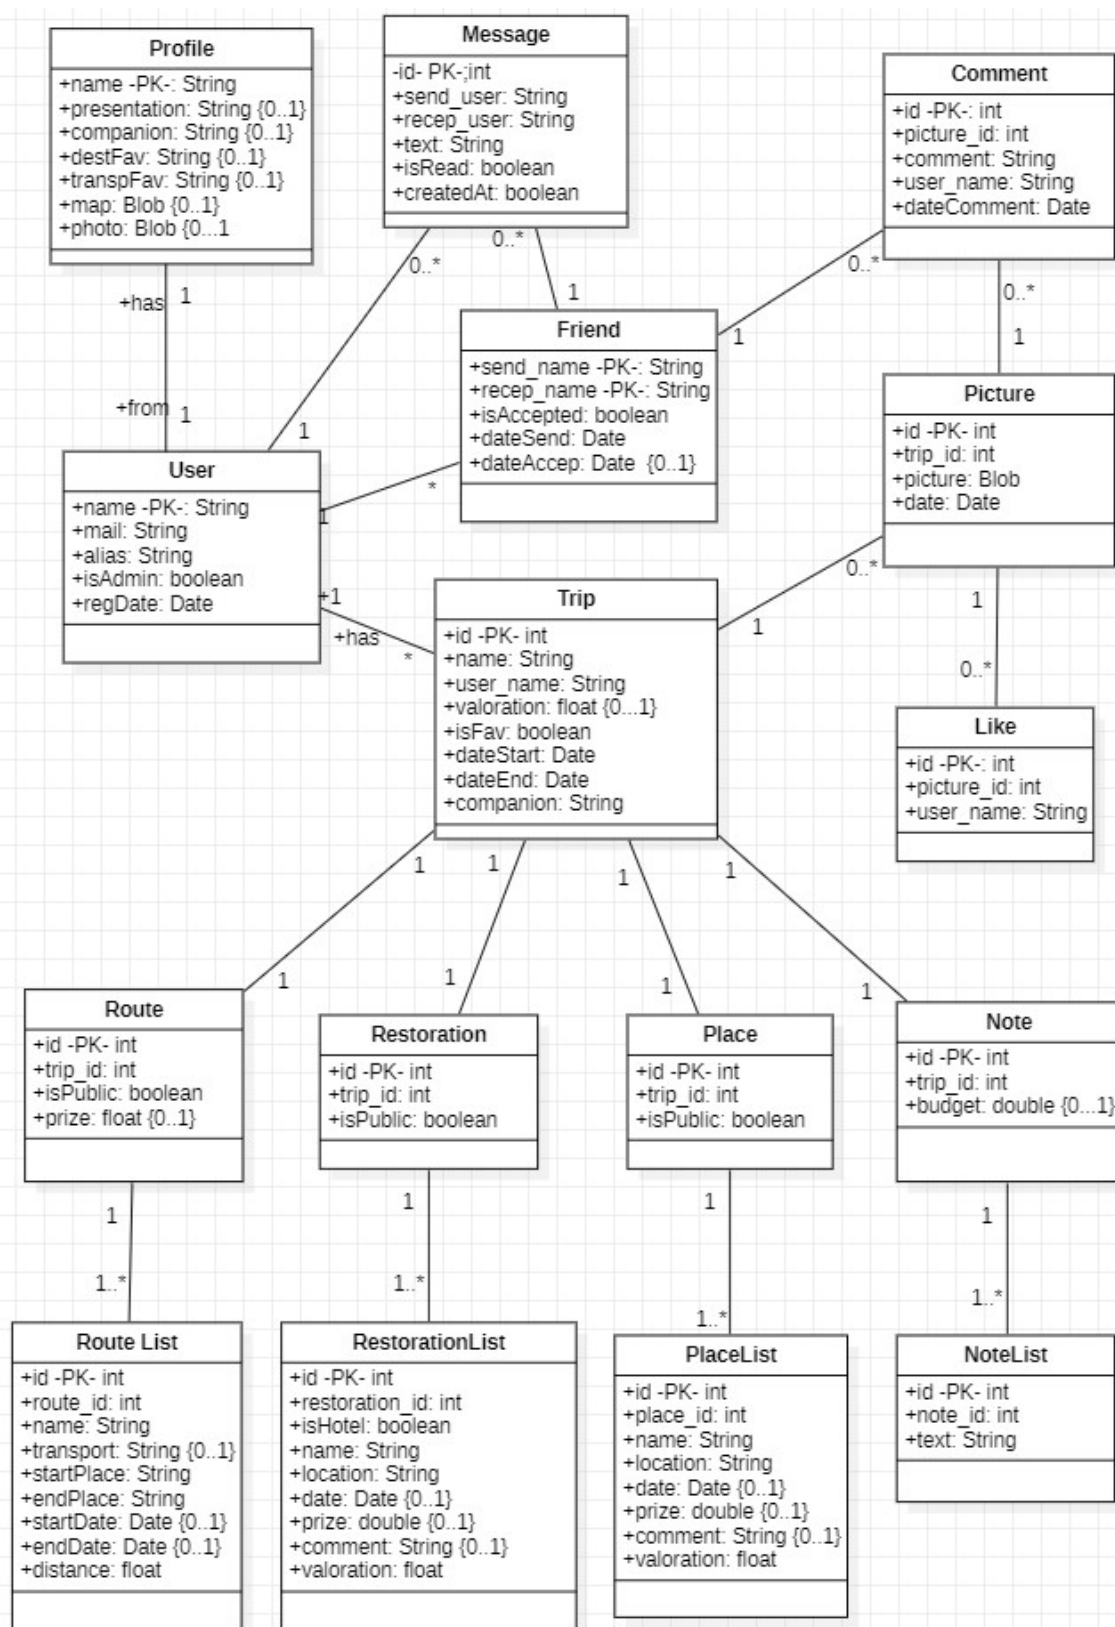 Profile
+name -PK-: String
+presentation: String {0..1}
+companion: String {0..1}
+destFav: String {0..1}
+transpFav: String {0..1}
+map: Blob {0..1}
+photo: Blob {0...1
Message
-id- PK-;int
+send_user: String
+recep_user: String
+text: String
+isRead: boolean
+createdAt: boolean
Comment
+id -PK-: int
+picture_id: int
+comment: String
+user_name: String
+dateComment: Date
0..*
0..*
0..*
0..*
+has
1
1
1
1
Friend
+send_name -PK-: String
+recep_name -PK-: String
+isAccepted: boolean
+dateSend: Date
+dateAccep: Date {0..1}
Picture
+id -PK- int
+trip_id: int
+picture: Blob
+date: Date
+from
1
1
User
+name -PK-: String
+mail: String
+alias: String
+isAdmin: boolean
+regDate: Date
*
1
+1
+has
*
0..*
1
Trip
+id -PK- int
+name: String
+user_name: String
+valoration: float {0...1}
+isFav: boolean
+dateStart: Date
+dateEnd: Date
+companion: String
1
0..*
Like
+id -PK-: int
+picture_id: int
+user_name: String
1
1
1
1
1
1
1
1
Route
+id -PK- int
+trip_id: int
+isPublic: boolean
+prize: float {0..1}
Restoration
+id -PK- int
+trip_id: int
+isPublic: boolean
Place
+id -PK- int
+trip_id: int
+isPublic: boolean
Note
+id -PK- int
+trip_id: int
+budget: double {0...1}
1
1
1
1
1..*
1..*
1..*
1..*
Route List
+id -PK- int
+route_id: int
+name: String
+transport: String {0..1}
+startPlace: String
+endPlace: String
+startDate: Date {0..1}
+endDate: Date {0..1}
+distance: float
RestorationList
+id -PK- int
+restoration_id: int
+isHotel: boolean
+name: String
+location: String
+date: Date {0..1}
+prize: double {0..1}
+comment: String {0..1}
+valoration: float
PlaceList
+id -PK- int
+place_id: int
+name: String
+location: String
+date: Date {0..1}
+prize: double {0..1}
+comment: String {0..1}
+valoration: float
NoteList
+id -PK- int
+note_id: int
+text: String